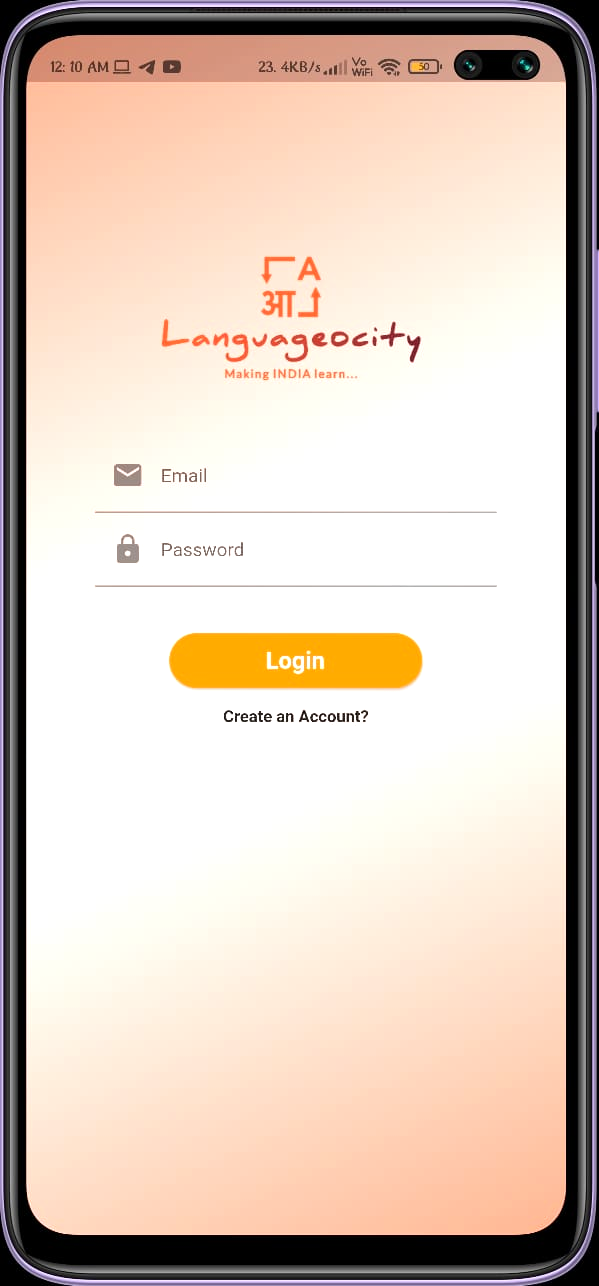 12: 10 AM 23. 4KB/s Vo WiFi 50
A
आ
Languageocity
Making INDIA learn...
Email
Password
Login
Create an Account?